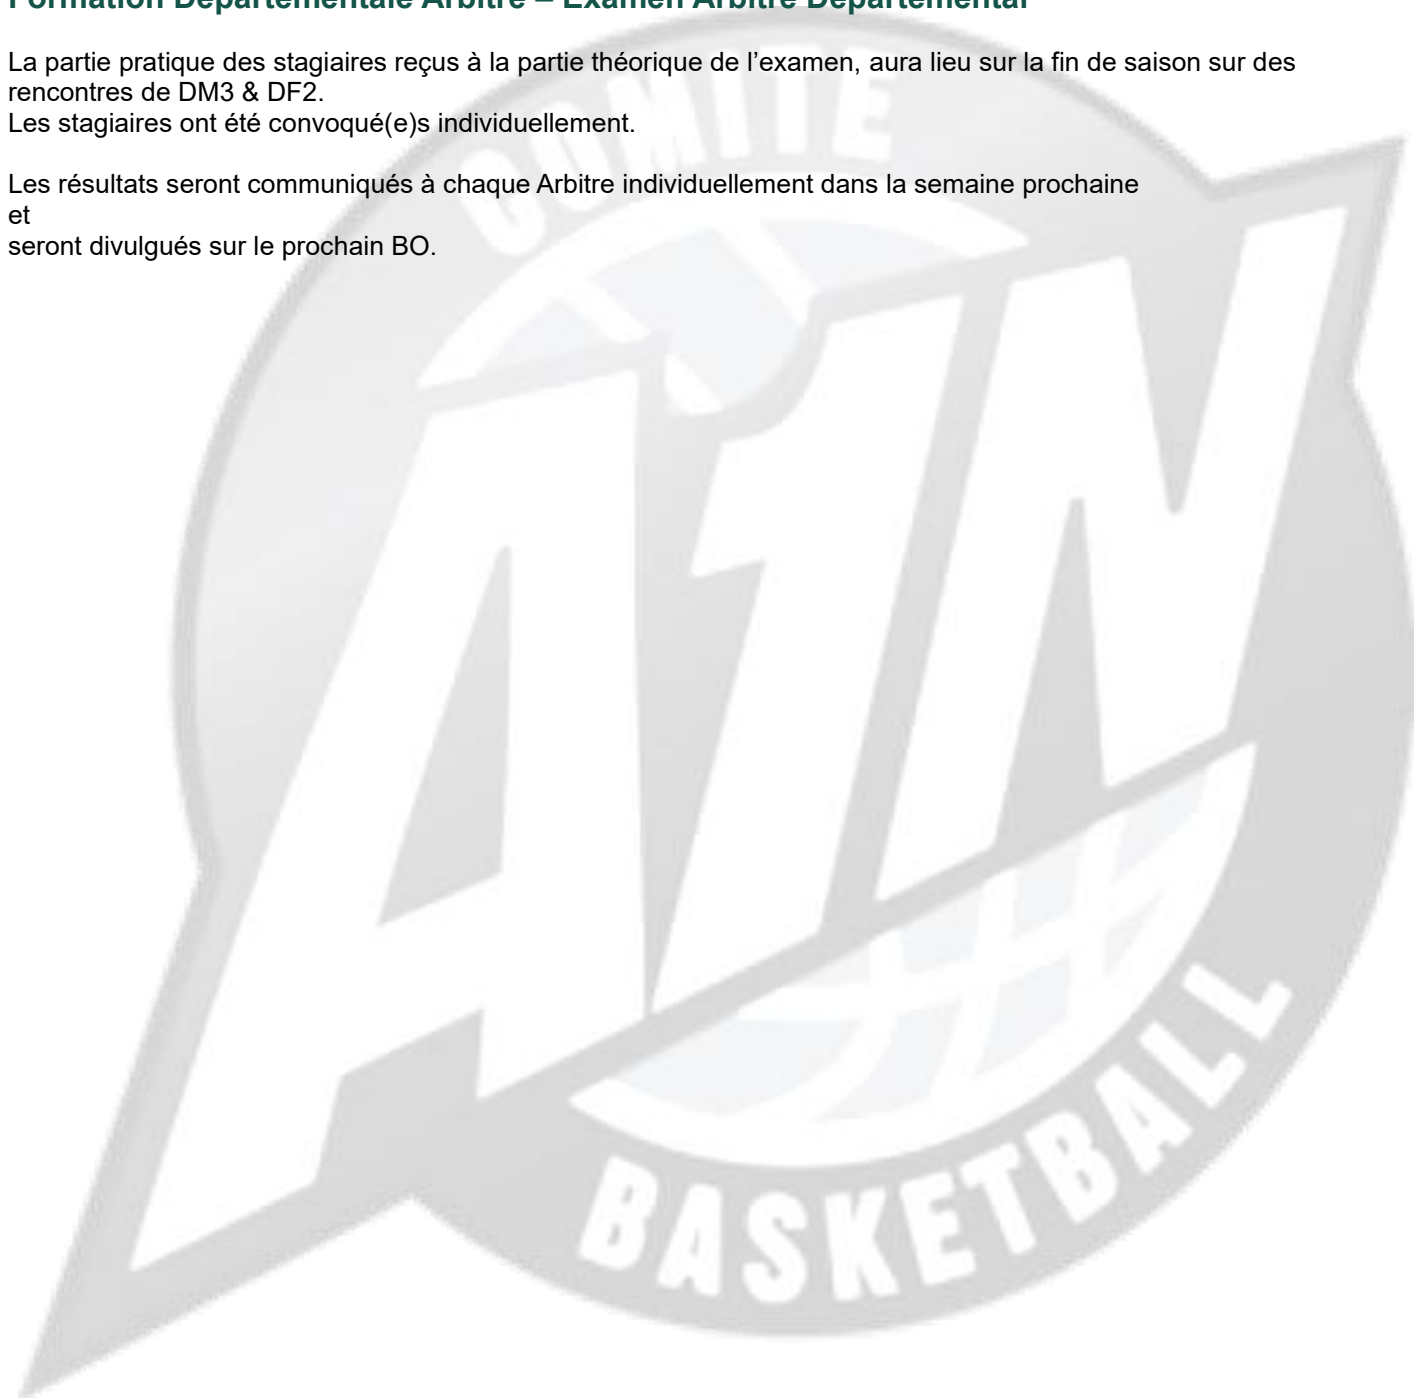 Formation Départementale Arbitre – Examen Arbitre Départemental
La partie pratique des stagiaires reçus à la partie théorique de l’examen, aura lieu sur la fin de saison sur des
rencontres de DM3 & DF2.
Les stagiaires ont été convoqué(e)s individuellement.
Les résultats seront communiqués à chaque Arbitre individuellement dans la semaine prochaine
et
seront divulgués sur le prochain BO.
COMITE
A1N
BASKETBALL